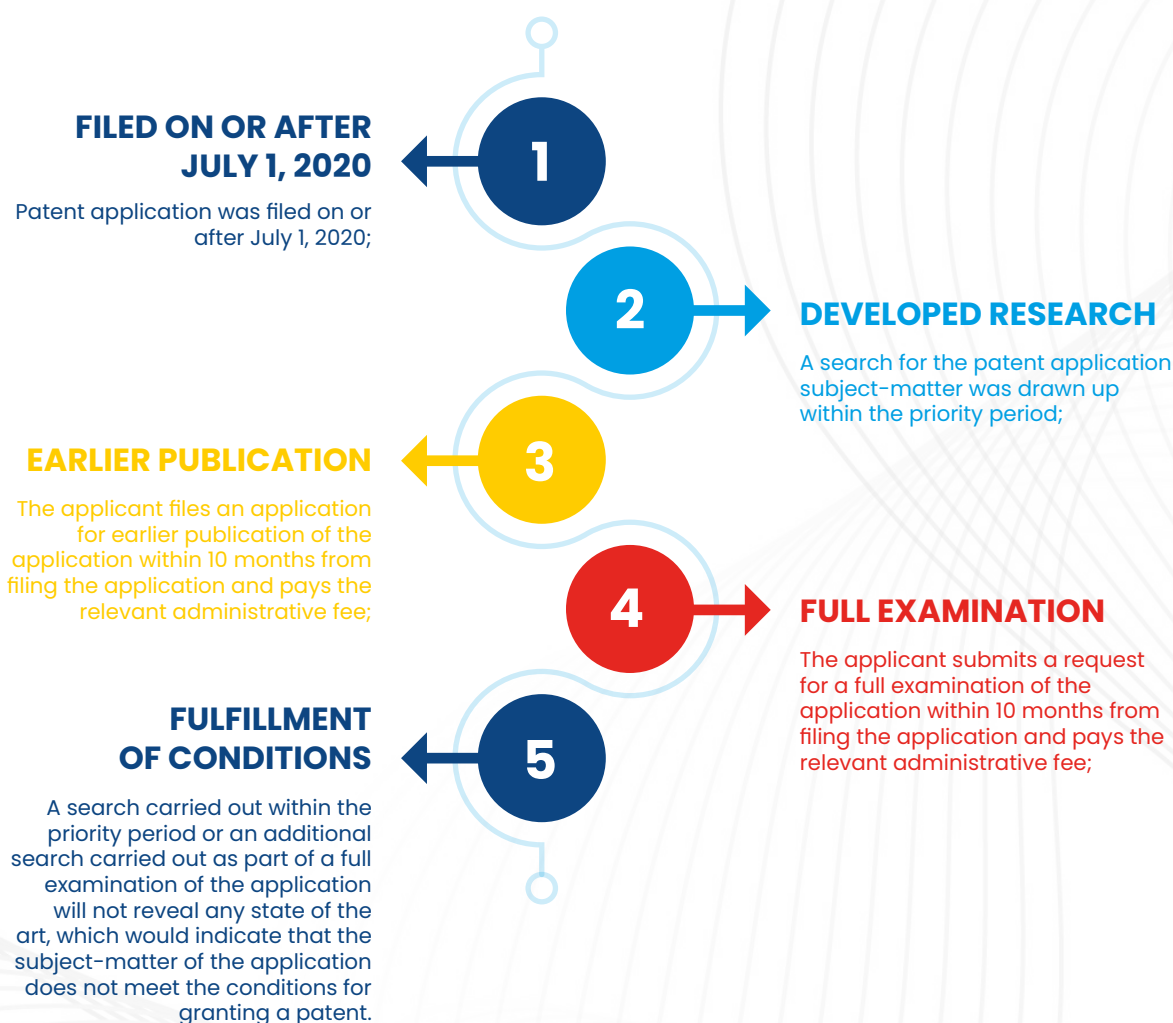 1
FILED ON OR AFTER
JULY 1, 2020
Patent application was filed on or
after July 1, 2020;
2
DEVELOPED RESEARCH
A search for the patent application
subject-matter was drawn up
within the priority period;
3
EARLIER PUBLICATION
The applicant files an application
for earlier publication of the
application within 10 months from
filing the application and pays the
relevant administrative fee;
4
FULL EXAMINATION
The applicant submits a request
for a full examination of the
application within 10 months from
filing the application and pays the
relevant administrative fee;
5
FULFILLMENT
OF CONDITIONS
A search carried out within the
priority period or an additional
search carried out as part of a full
examination of the application
will not reveal any state of the
art, which would indicate that the
subject-matter of the application
does not meet the conditions for
granting a patent.